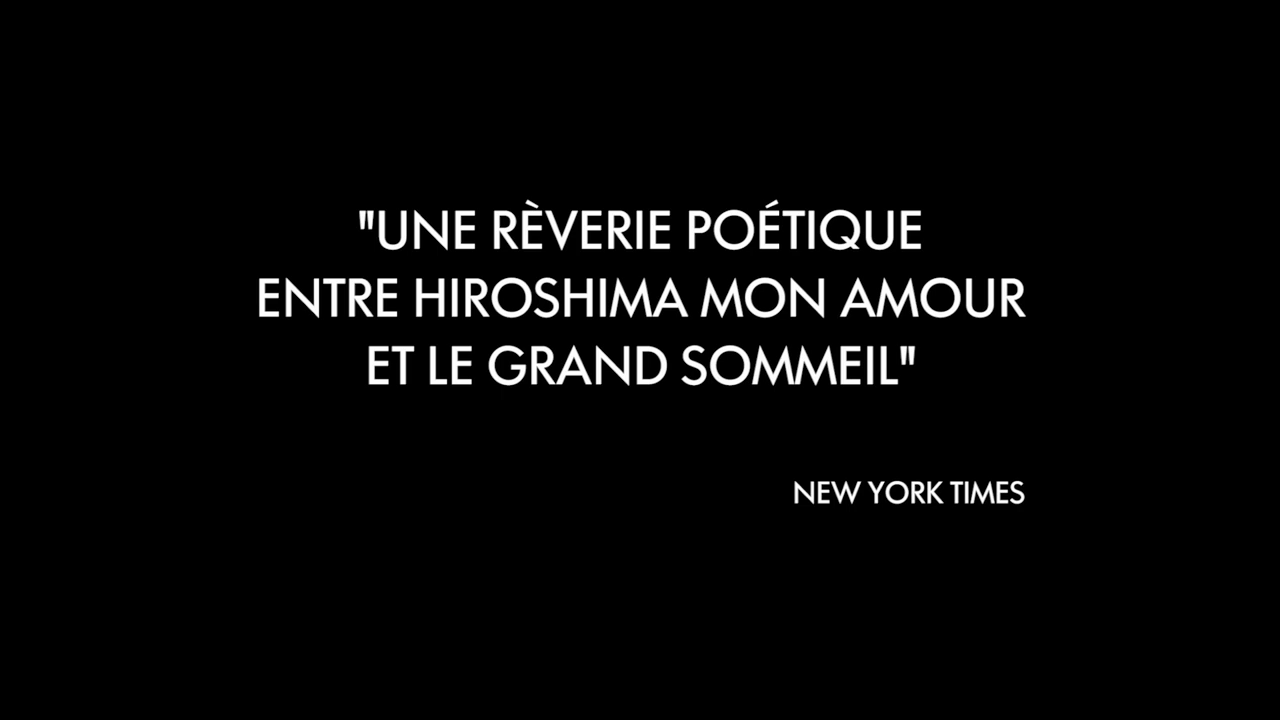 "UNE RÈVERIE POÉTIQUE
ENTRE HIROSHIMA MON AMOUR
ET LE GRAND SOMMEIL"
NEW YORK TIMES